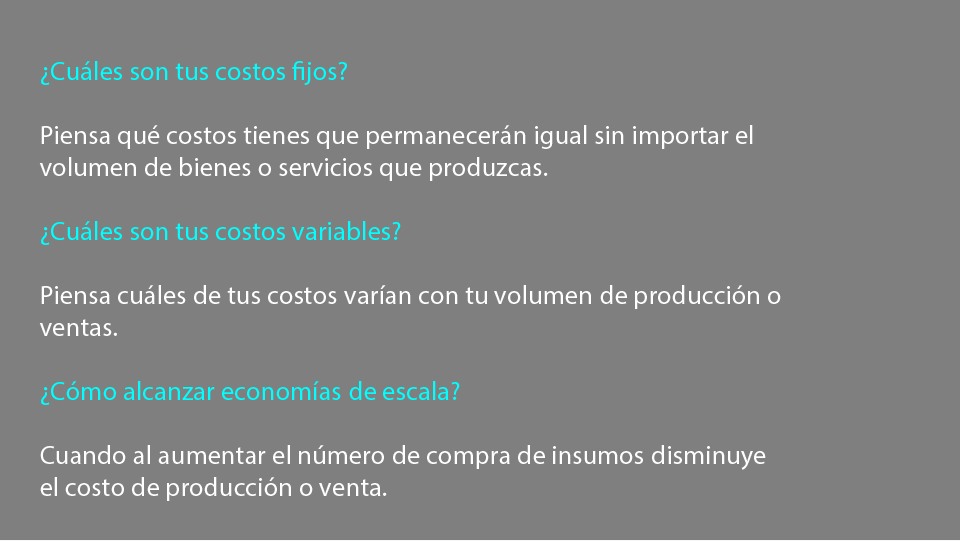 ¿Cuáles son tus costos fijos?
Piensa qué costos tienes que permanecerán igual sin importar el
volumen de bienes o servicios que produzcas.
¿Cuáles son tus costos variables?
Piensa cuáles de tus costos varían con tu volumen de producción o
ventas.
¿Cómo alcanzar economías de escala?
Cuando al aumentar el número de compra de insumos disminuye
el costo de producción o venta.